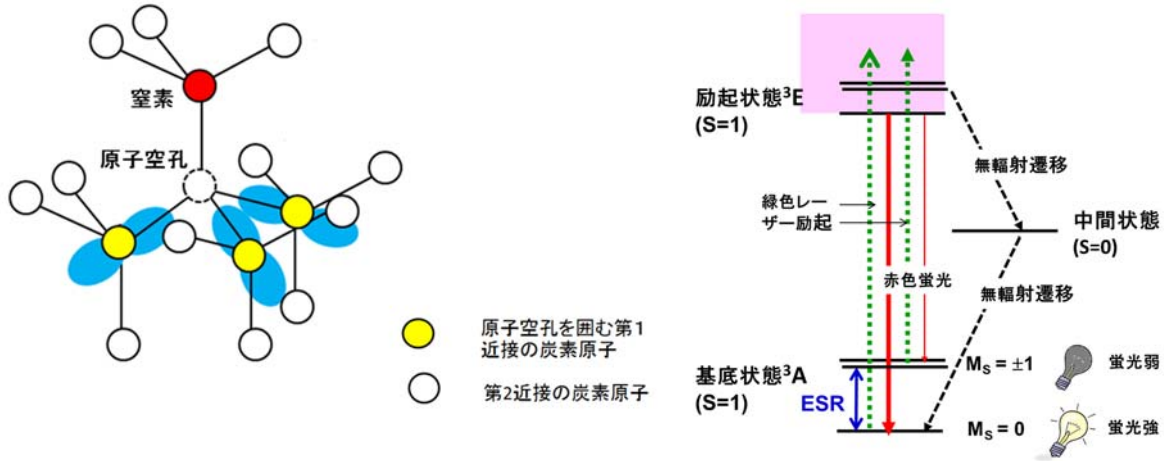 窒素
原子空孔
原子空孔を囲む第1
近接の炭素原子
第2近接の炭素原子
励起状態³E
(S=1)
無輻射遷移
緑色レー
ザー励起
中間状態
(S=0)
赤色蛍光
無輻射遷移
基底状態³A
(S=1)
ESR
Mₛ = ±1
蛍光弱
Mₛ = 0
蛍光強